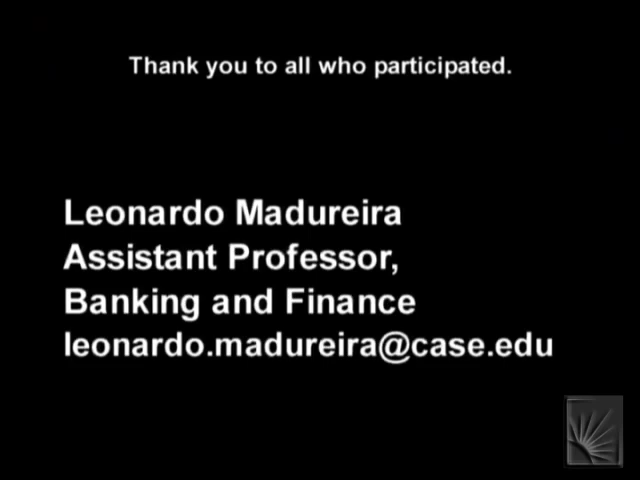 Thank you to all who participated.
Leonardo Madureira
Assistant Professor,
Banking and Finance
leonardo.madureira@case.edu